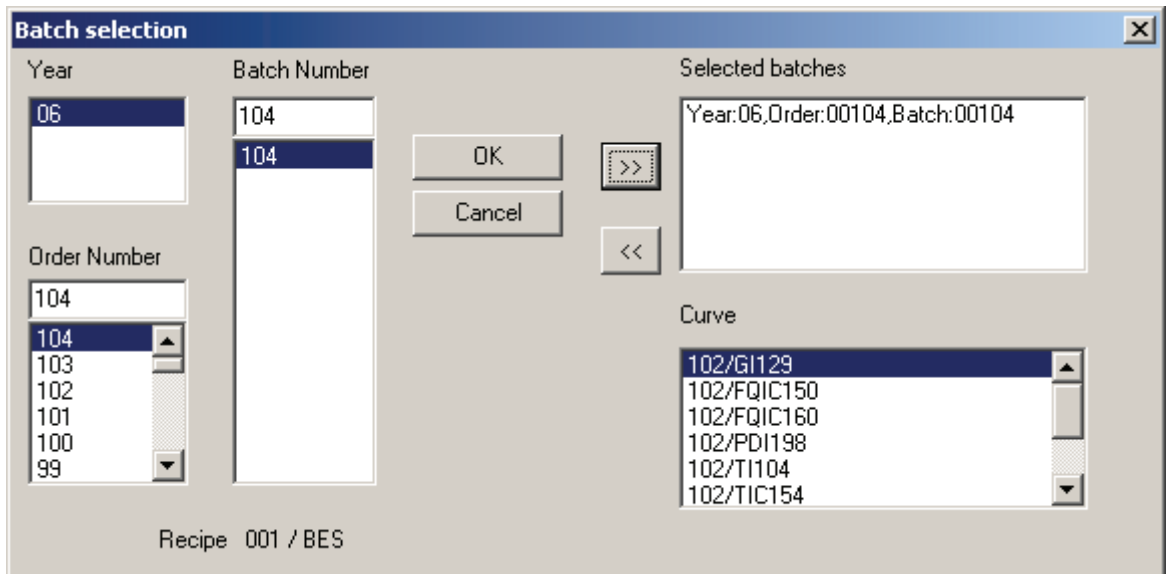 Batch selection
Year
06
Batch Number
104
104
OK
Cancel
>>
<<
Selected batches
Year:06,Order:00104,Batch:00104
Order Number
104
104
103
102
101
100
99
Curve
102/GI129
102/FQIC150
102/FQIC160
102/PDI198
102/TI104
102/TIC154
Recipe 001 / BES